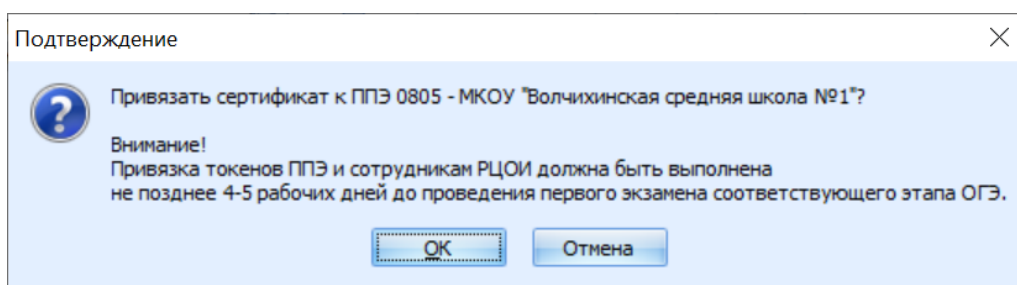 Подтверждение
Привязать сертификат к ППЭ 0805 - МКОУ "Волчихинская средняя школа №1"?
Внимание!
Привязка токенов ППЭ и сотрудникам РЦОИ должна быть выполнена
не позднее 4-5 рабочих дней до проведения первого экзамена соответствующего этапа ОГЭ.
OK
Отмена